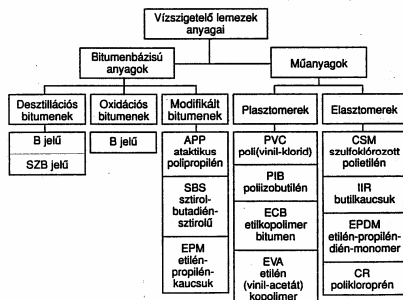 Vízszigetelő lemezek
anyagai
Bitumenbázisú
anyagok
Műanyagok
Desztillációs
bitumenek
Oxidációs
bitumenek
Modifikált
bitumenek
Plasztomerek
Elasztomerek
B jelű
SZB jelű
B jelű
APP
ataktikus
polipropilén
SBS
sztirol-
butadién-
sztirolű
EPM
etilén-
propilén-
kaucsuk
PVC
poli(vinil-klorid)
PIB
poliizobutilén
ECB
etilkopolimer
bitumen
EVA
etilén
(vinil-acetát)
kopolimer
CSM
szulfoklórozott
polietilén
IIR
butilkaucsuk
EPDM
etilén-propilén-
dién-monomer
CR
polikloroprén